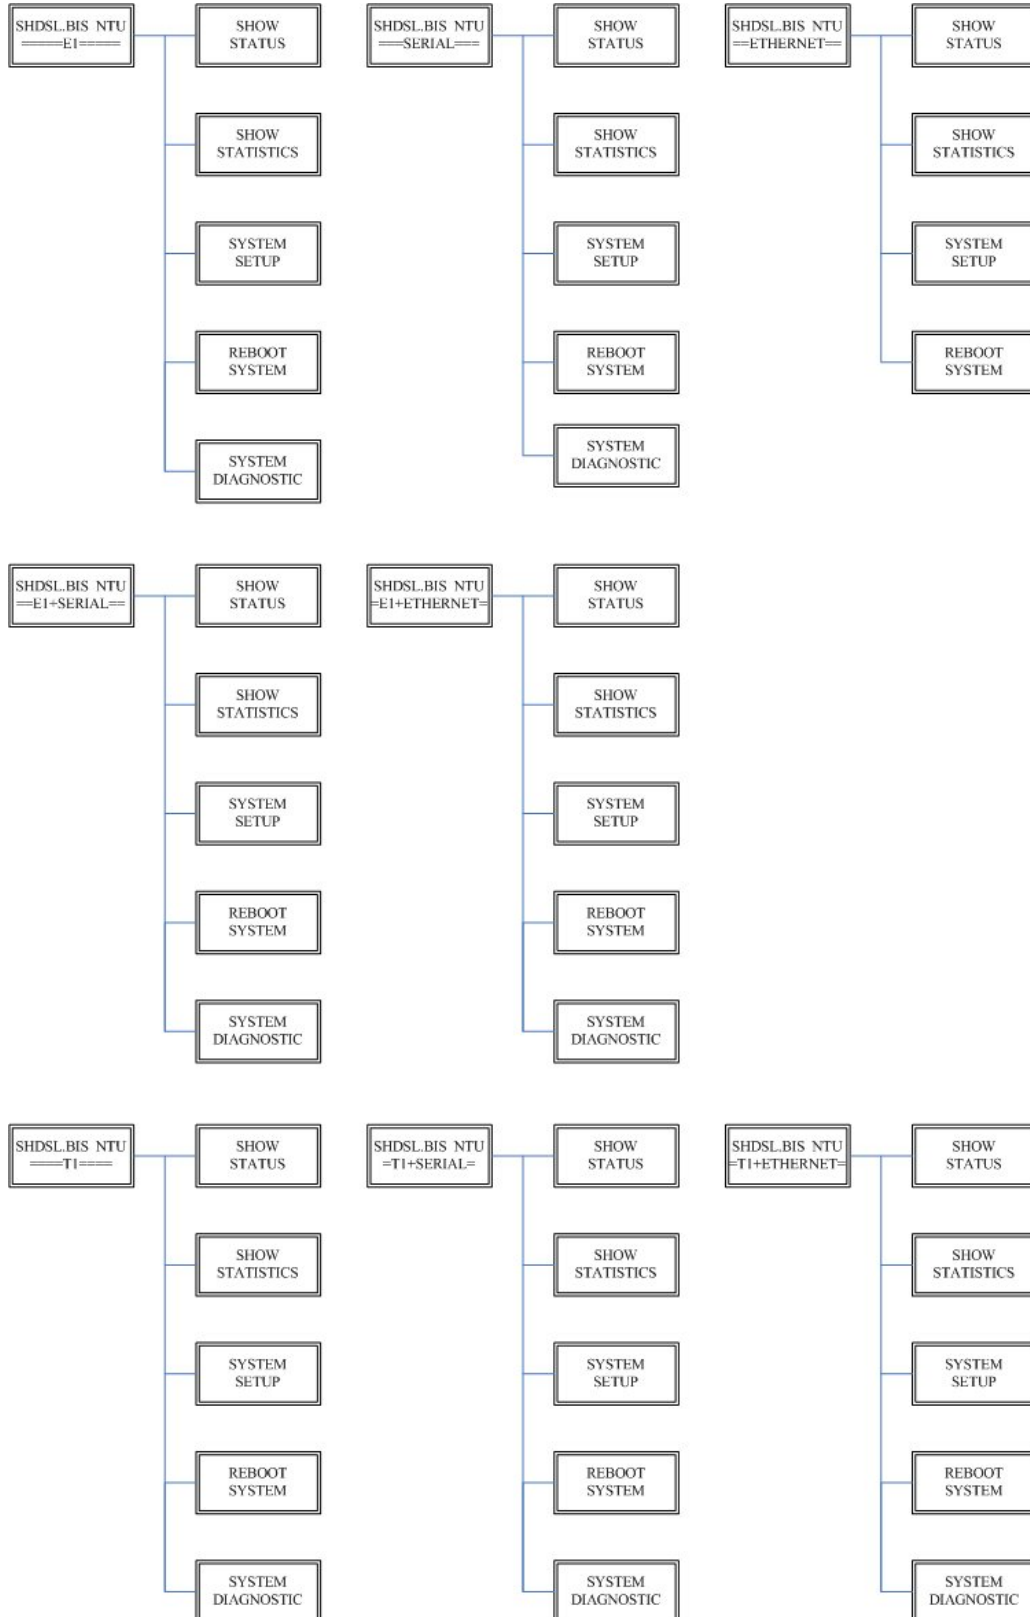 SHDSL.BIS NTU
=====E1=====
SHOW
STATUS
SHOW
STATISTICS
SYSTEM
SETUP
REBOOT
SYSTEM
SYSTEM
DIAGNOSTIC
SHDSL.BIS NTU
===SERIAL===
SHOW
STATUS
SHOW
STATISTICS
SYSTEM
SETUP
REBOOT
SYSTEM
SYSTEM
DIAGNOSTIC
SHDSL.BIS NTU
==ETHERNET==
SHOW
STATUS
SHOW
STATISTICS
SYSTEM
SETUP
REBOOT
SYSTEM
SHDSL.BIS NTU
==E1+SERIAL==
SHOW
STATUS
SHOW
STATISTICS
SYSTEM
SETUP
REBOOT
SYSTEM
SYSTEM
DIAGNOSTIC
SHDSL.BIS NTU
=E1+ETHERNET=
SHOW
STATUS
SHOW
STATISTICS
SYSTEM
SETUP
REBOOT
SYSTEM
SYSTEM
DIAGNOSTIC
SHDSL.BIS NTU
====T1====
SHOW
STATUS
SHOW
STATISTICS
SYSTEM
SETUP
REBOOT
SYSTEM
SYSTEM
DIAGNOSTIC
SHDSL.BIS NTU
=T1+SERIAL=
SHOW
STATUS
SHOW
STATISTICS
SYSTEM
SETUP
REBOOT
SYSTEM
SYSTEM
DIAGNOSTIC
SHDSL.BIS NTU
=T1+ETHERNET=
SHOW
STATUS
SHOW
STATISTICS
SYSTEM
SETUP
REBOOT
SYSTEM
SYSTEM
DIAGNOSTIC